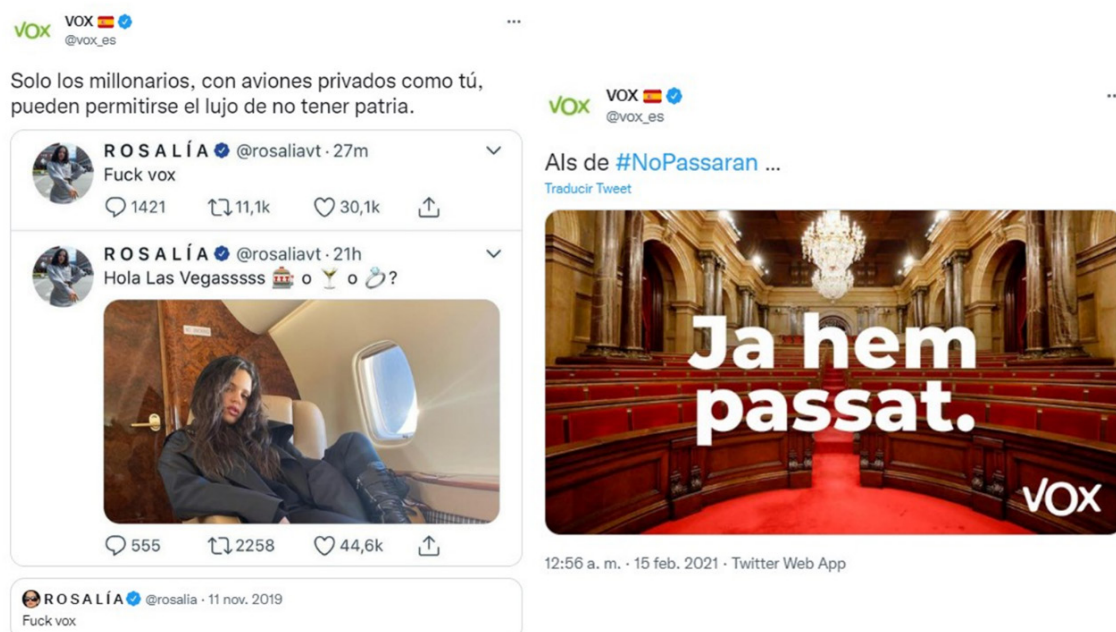 VOX
VOX
@vox_es
Solo los millonarios, con aviones privados como tú,
pueden permitirse el lujo de no tener patria.
ROSALÍA @rosaliavt · 27m
Fuck vox
1421 11,1k 30,1k
ROSALÍA @rosaliavt · 21h
Hola Las Vegasssss 🎰 o 🍸 o 💍?
555 2258 44,6k
ROSALÍA @rosalia · 11 nov. 2019
Fuck vox
VOX
VOX
@vox_es
Als de #NoPassaran ...
Traducir Tweet
Ja hem
passat.
VOX
12:56 a. m. · 15 feb. 2021 · Twitter Web App